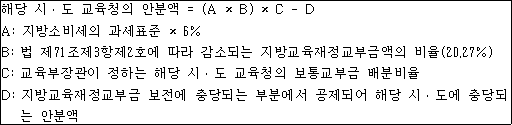 해당 시·도 교육청의 안분액 = (A × B) × C - D
A: 지방소비세의 과세표준 × 6%
B: 법 제71조제3항제2호에 따라 감소되는 지방교육재정교부금액의 비율(20.27%)
C: 교육부장관이 정하는 해당 시·도 교육청의 보통교부금 배분비율
D: 지방교육재정교부금 보전에 충당되는 부분에서 공제되어 해당 시·도에 충당되
는 안분액